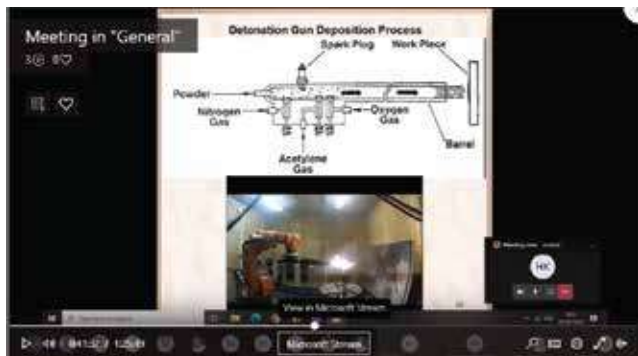 Meeting in "General"
Detonation Gun Deposition Process
Spark Plug Work Piece
Powder
Nitrogen Gas
Oxygen Gas
Barrel
Acetylene Gas
HK
View in Microsoft Stream
Microsoft Stream